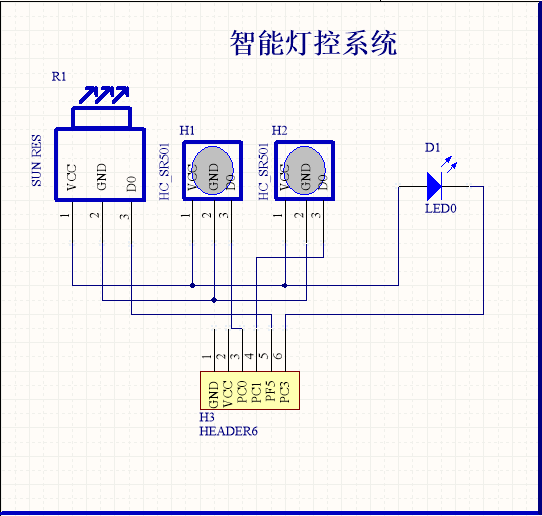 智能灯控系统
R1
SUN RES
VCC
GND
D0
1
2
3
H1
HC_SR501
VCC
GND
D0
1
2
3
H2
HC_SR501
VCC
GND
D0
1
2
3
D1
LED0
1
2
3
4
5
6
GND
VCC
PC0
PC1
PF5
PC3
H3
HEADER6